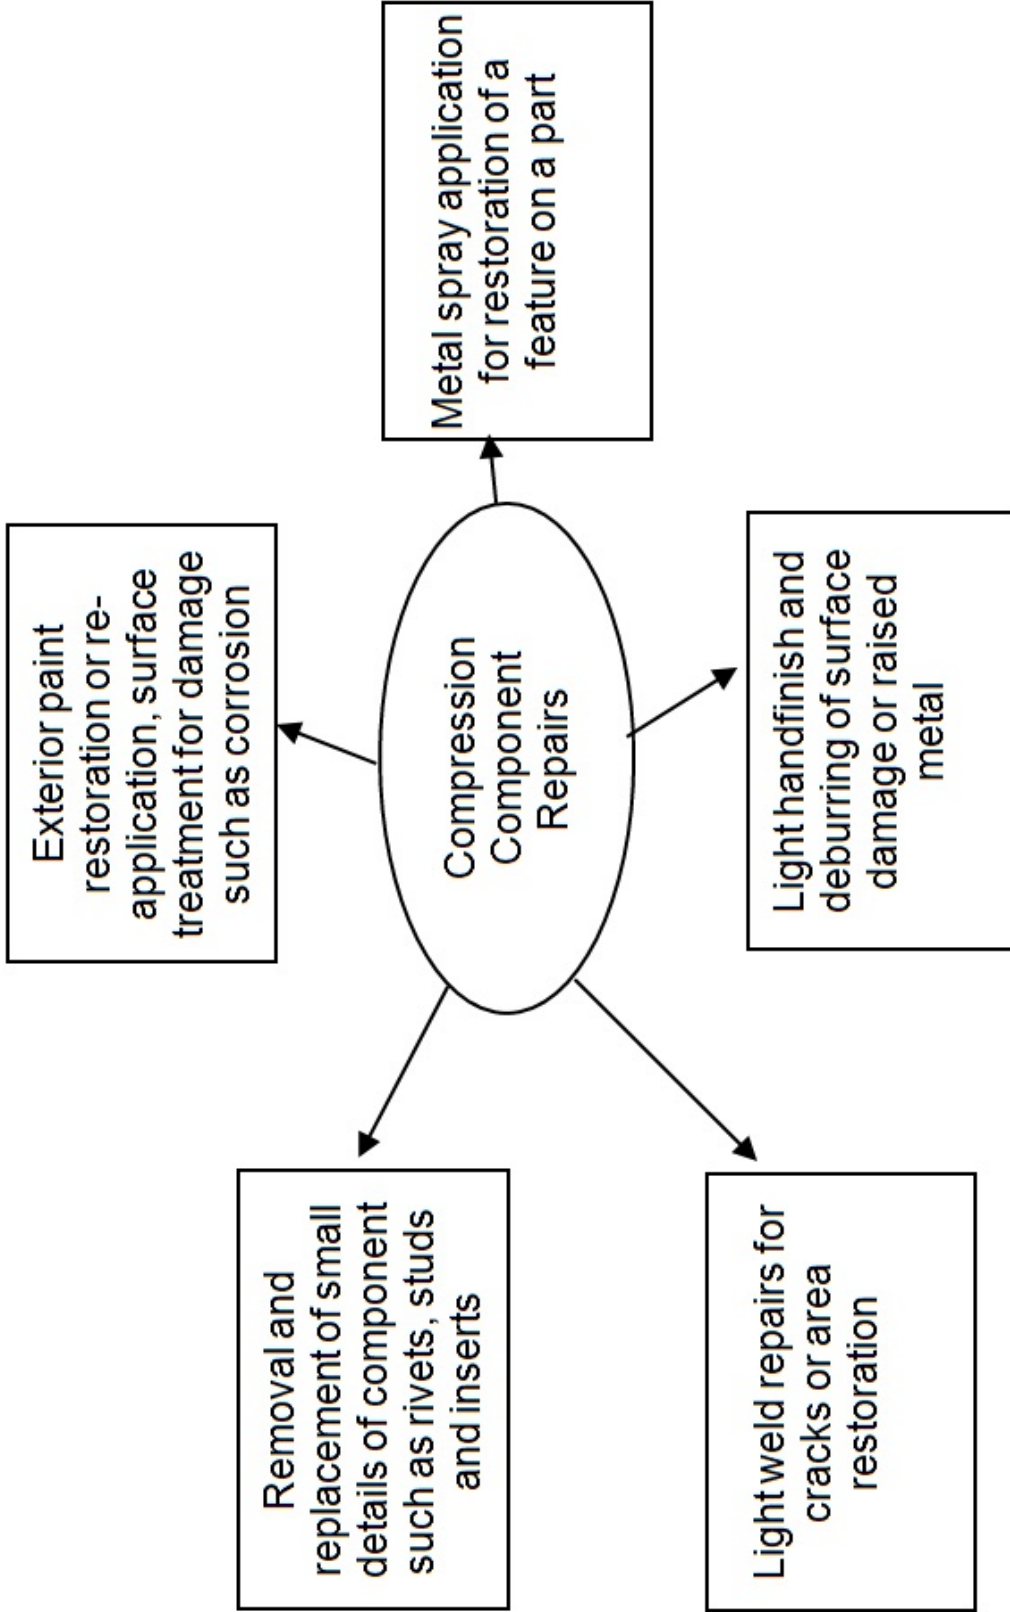 Exterior paint
restoration or re-
application, surface
treatment for damage
such as corrosion
Removal and
replacement of small
details of component
such as rivets, studs
and inserts
Compression
Component
Repairs
Metal spray application
for restoration of a
feature on a part
Light weld repairs for
cracks or area
restoration
Light handfinish and
deburring of surface
damage or raised
metal